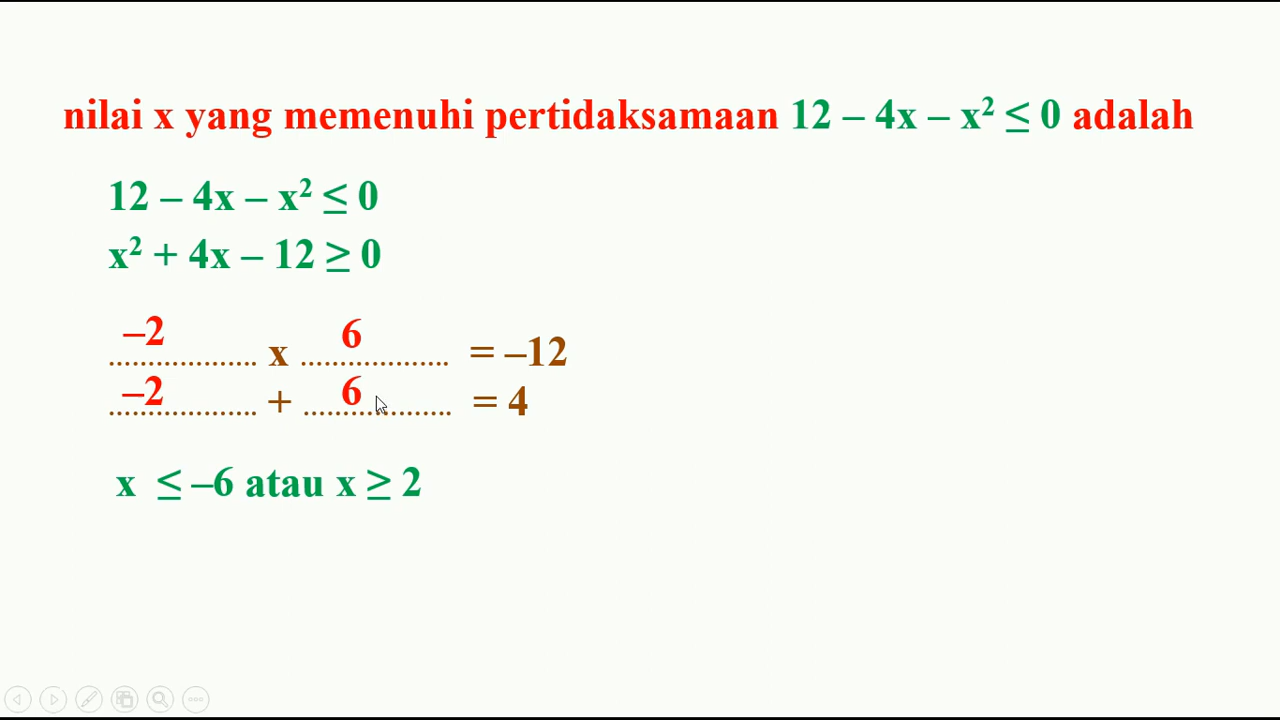 nilai x yang memenuhi pertidaksamaan 12 – 4x – x² ≤ 0 adalah
12 – 4x – x² ≤ 0
x² + 4x – 12 ≥ 0
–2 x 6 = –12
–2 + 6 = 4
x ≤ –6 atau x ≥ 2